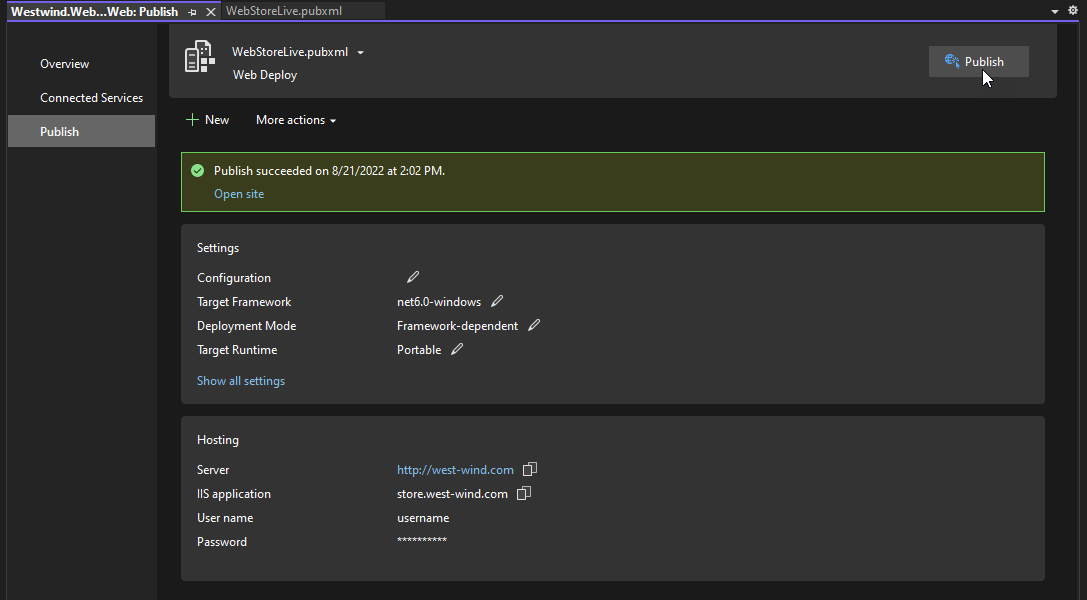 Westwind.Web...Web: Publish
WebStoreLive.pubxml
Overview
Connected Services
Publish
WebStoreLive.pubxml
Web Deploy
Publish
New
More actions
Publish succeeded on 8/21/2022 at 2:02 PM.
Open site
Settings
Configuration
Target Framework net6.0-windows
Deployment Mode Framework-dependent
Target Runtime Portable
Show all settings
Hosting
Server http://west-wind.com
IIS application store.west-wind.com
User name username
Password **********